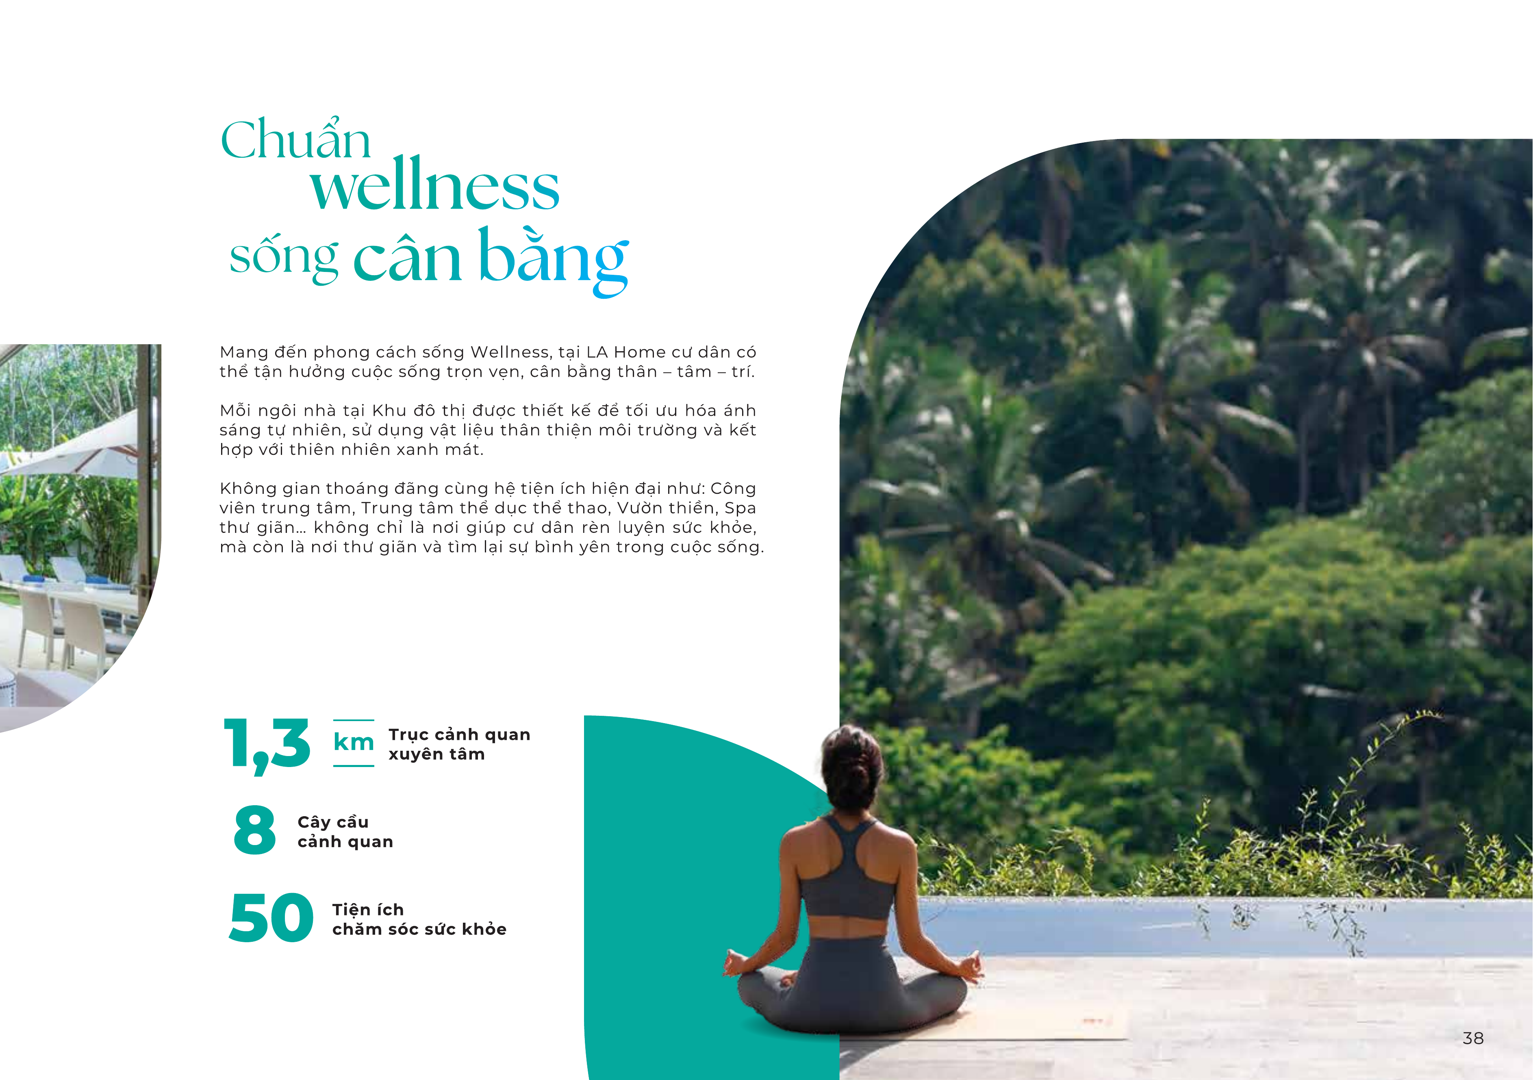 Chuẩn
wellness
sống cân bằng
Mang đến phong cách sống Wellness, tại LA Home cư dân có
thể tận hưởng cuộc sống trọn vẹn, cân bằng thân – tâm – trí.
Mỗi ngôi nhà tại Khu đô thị được thiết kế để tối ưu hóa ánh
sáng tự nhiên, sử dụng vật liệu thân thiện môi trường và kết
hợp với thiên nhiên xanh mát.
Không gian thoáng đãng cùng hệ tiện ích hiện đại như: Công
viên trung tâm, Trung tâm thể dục thể thao, Vườn thiền, Spa
thư giãn... không chỉ là nơi giúp cư dân rèn luyện sức khỏe,
mà còn là nơi thư giãn và tìm lại sự bình yên trong cuộc sống.
1,3 km Trục cảnh quan
xuyên tâm
8 Cây cầu
cảnh quan
50 Tiện ích
chăm sóc sức khỏe
38